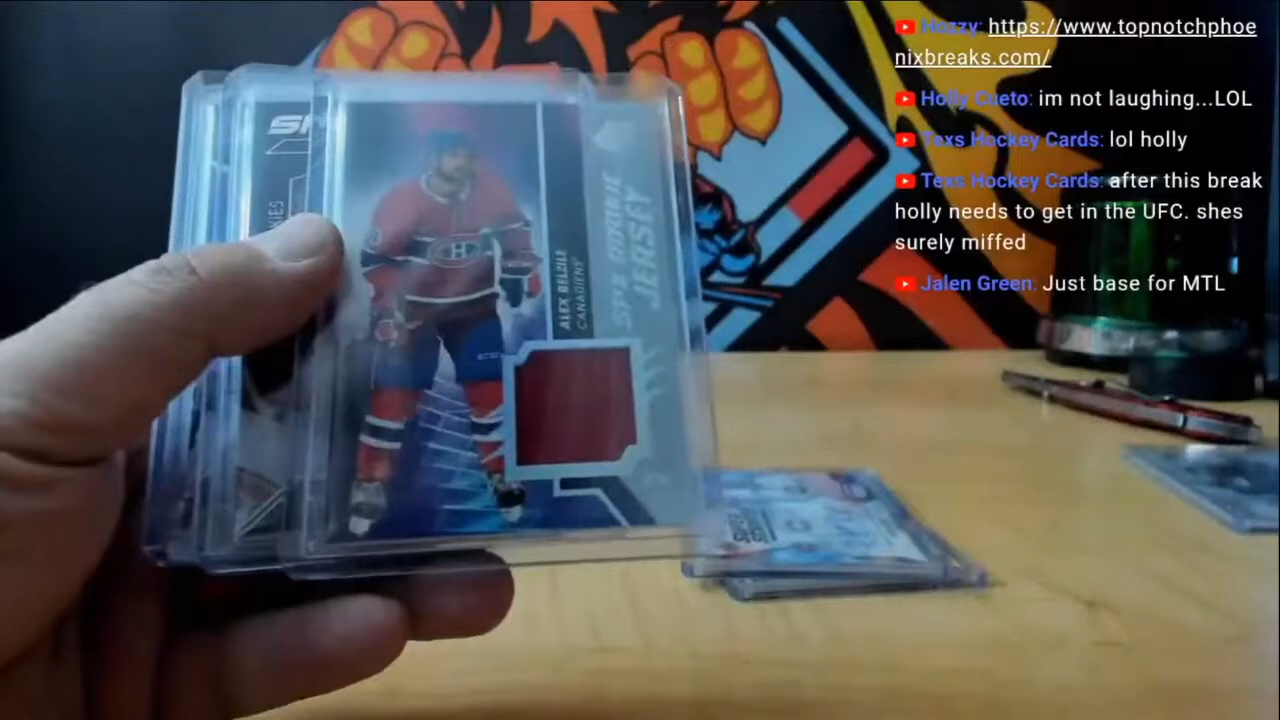 Hozzy: https://www.topnotchphoe
nixbreaks.com/
Holly Cueto: im not laughing...LOL
Texs Hockey Cards: lol holly
Texs Hockey Cards: after this break
holly needs to get in the UFC. shes
surely miffed
Jalen Green: Just base for MTL
ALEX BELZILE
CANADIENS
JERSEY